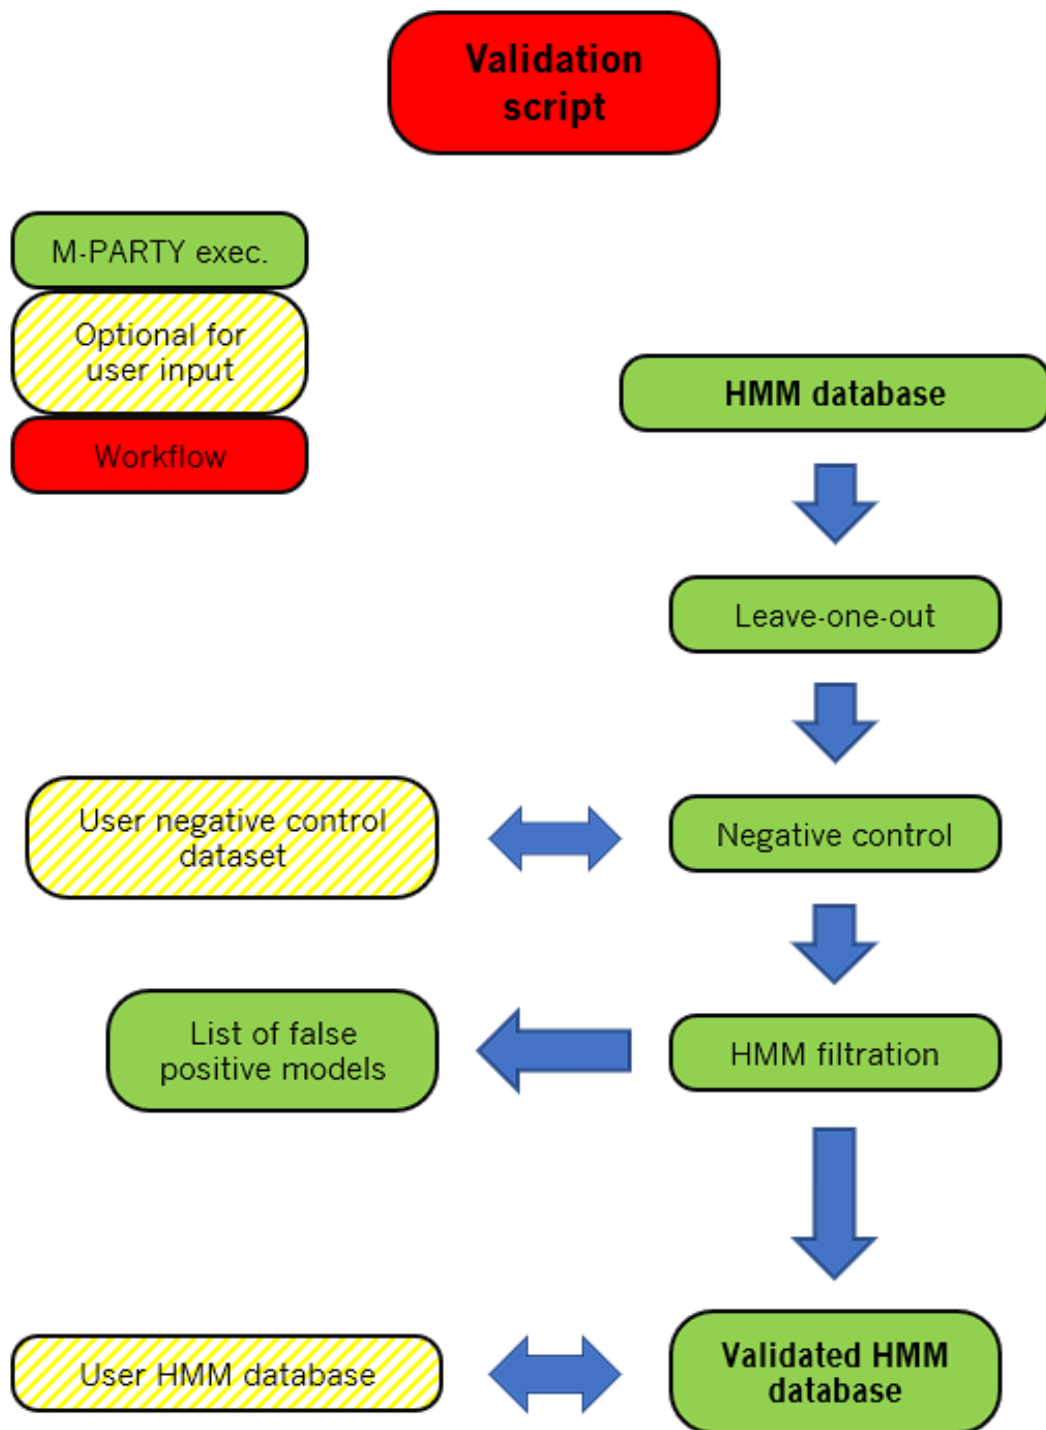 Validation
script
M-PARTY exec.
Optional for
user input
Workflow
HMM database
Leave-one-out
User negative control
dataset
Negative control
List of false
positive models
HMM filtration
User HMM database
Validated HMM
database